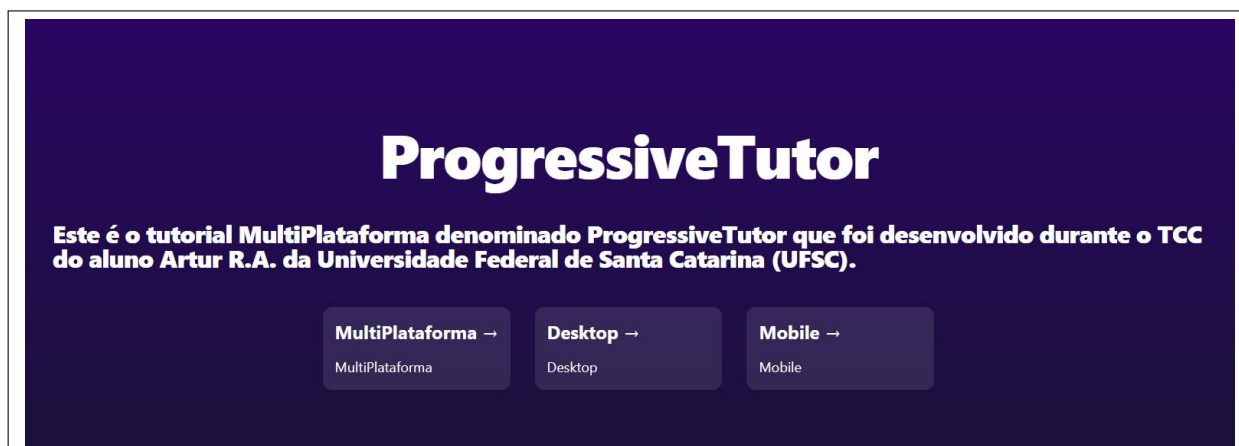 ProgressiveTutor
Este é o tutorial MultiPlataforma denominado ProgressiveTutor que foi desenvolvido durante o TCC
do aluno Artur R.A. da Universidade Federal de Santa Catarina (UFSC).
MultiPlataforma →
MultiPlataforma
Desktop →
Desktop
Mobile →
Mobile